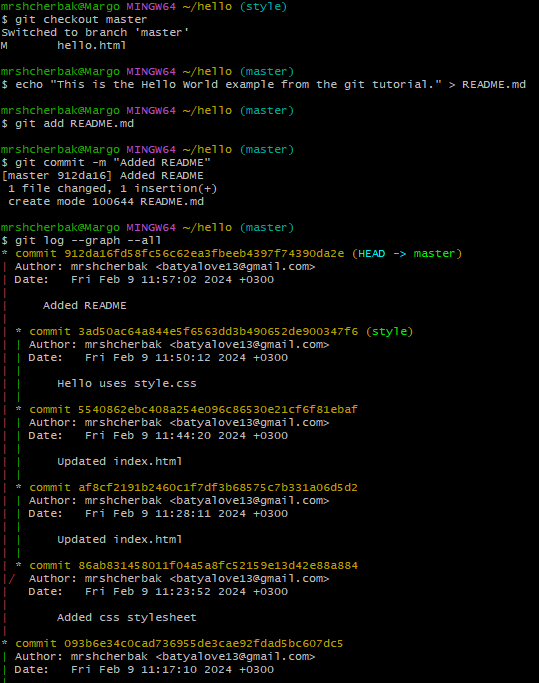 mrshcherbak@Margo MINGW64 ~/hello (style)
$ git checkout master
Switched to branch 'master'
M       hello.html
mrshcherbak@Margo MINGW64 ~/hello (master)
$ echo "This is the Hello World example from the git tutorial." > README.md
mrshcherbak@Margo MINGW64 ~/hello (master)
$ git add README.md
mrshcherbak@Margo MINGW64 ~/hello (master)
$ git commit -m "Added README"
[master 912da16] Added README
 1 file changed, 1 insertion(+)
 create mode 100644 README.md
mrshcherbak@Margo MINGW64 ~/hello (master)
$ git log --graph --all
* commit 912da16fd58fc56c62ea3fbeeb4397f74390da2e (HEAD -> master)
| Author: mrshcherbak <batyalove13@gmail.com>
| Date:   Fri Feb 9 11:57:02 2024 +0300
|
|     Added README
|
| * commit 3ad50ac64a844e5f6563dd3b490652de900347f6 (style)
| | Author: mrshcherbak <batyalove13@gmail.com>
| | Date:   Fri Feb 9 11:50:12 2024 +0300
| |
| |     Hello uses style.css
| |
| * commit 5540862ebc408a254e096c86530e21cf6f81ebaf
| | Author: mrshcherbak <batyalove13@gmail.com>
| | Date:   Fri Feb 9 11:44:20 2024 +0300
| |
| |     Updated index.html
| |
| * commit af8cf2191b2460c1f7df3b68575c7b331a06d5d2
| | Author: mrshcherbak <batyalove13@gmail.com>
| | Date:   Fri Feb 9 11:28:11 2024 +0300
| |
| |     Updated index.html
| |
| * commit 86ab831458011f04a5a8fc52159e13d42e88a884
|/  Author: mrshcherbak <batyalove13@gmail.com>
|   Date:   Fri Feb 9 11:23:52 2024 +0300
|
|       Added css stylesheet
|
* commit 093b6e34c0cad736955de3cae92fdad5bc607dc5
| Author: mrshcherbak <batyalove13@gmail.com>
| Date:   Fri Feb 9 11:17:10 2024 +0300